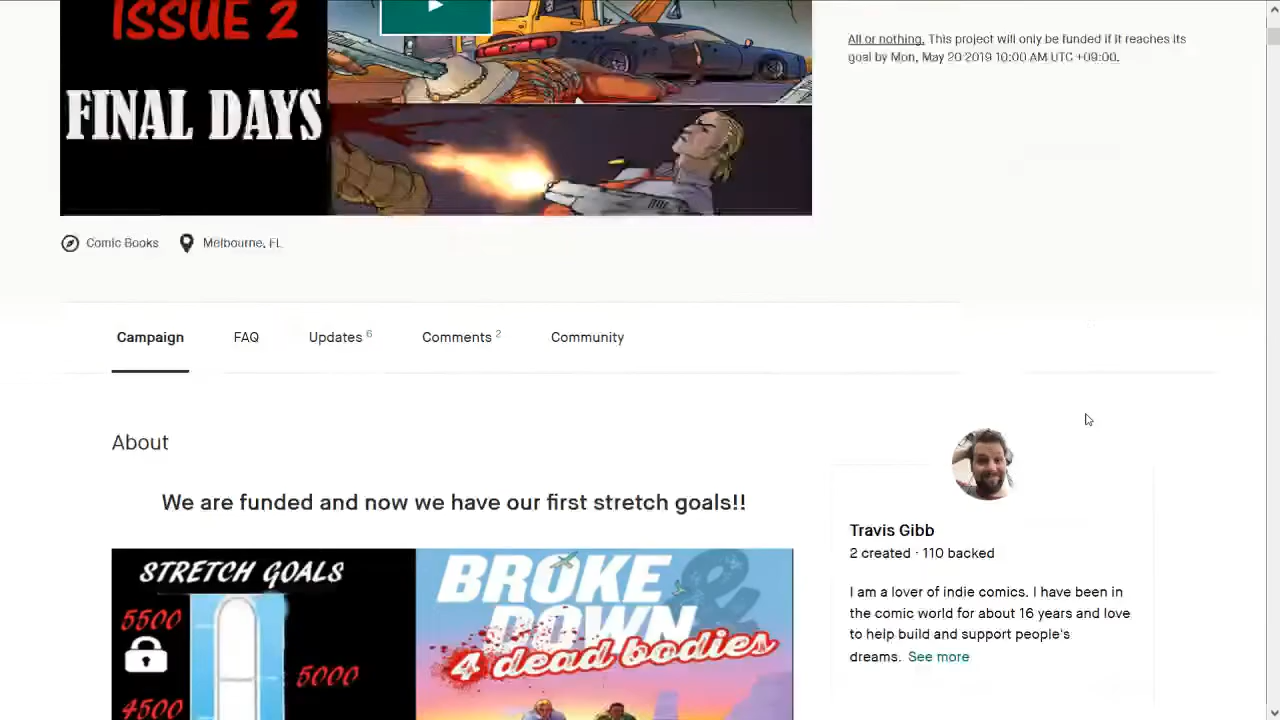 ISSUE 2
FINAL DAYS
All or nothing. This project will only be funded if it reaches its
goal by Mon, May 20 2019 10:00 AM UTC +09:00.
Comic Books
Melbourne, FL
Campaign
FAQ
Updates 6
Comments 2
Community
About
We are funded and now we have our first stretch goals!!
STRETCH GOALS
5500
5000
4500
BROKE
DOWN &
4 dead bodies
Travis Gibb
2 created · 110 backed
I am a lover of indie comics. I have been in
the comic world for about 16 years and love
to help build and support people's
dreams. See more